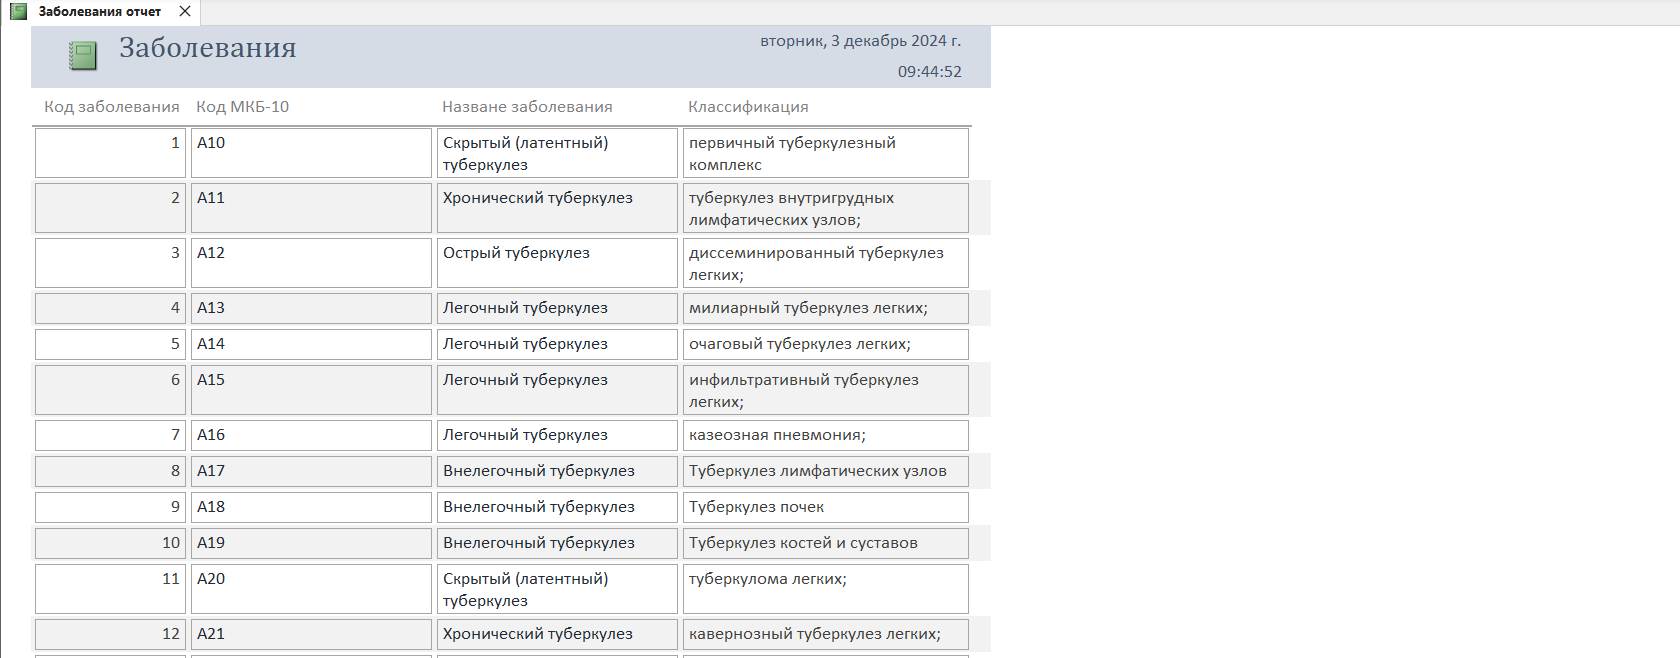 Заболевания отчет
Заболевания
вторник, 3 декабрь 2024 г.
09:44:52
Код заболевания Код МКБ-10 Назване заболевания Классификация
1 A10 Скрытый (латентный) туберкулез первичный туберкулезный комплекс
2 A11 Хронический туберкулез туберкулез внутригрудных лимфатических узлов;
3 A12 Острый туберкулез диссеминированный туберкулез легких;
4 A13 Легочный туберкулез милиарный туберкулез легких;
5 A14 Легочный туберкулез очаговый туберкулез легких;
6 A15 Легочный туберкулез инфильтративный туберкулез легких;
7 A16 Легочный туберкулез казеозная пневмония;
8 A17 Внелегочный туберкулез Туберкулез лимфатических узлов
9 A18 Внелегочный туберкулез Туберкулез почек
10 A19 Внелегочный туберкулез Туберкулез костей и суставов
11 A20 Скрытый (латентный) туберкулез туберкулома легких;
12 A21 Хронический туберкулез кавернозный туберкулез легких;